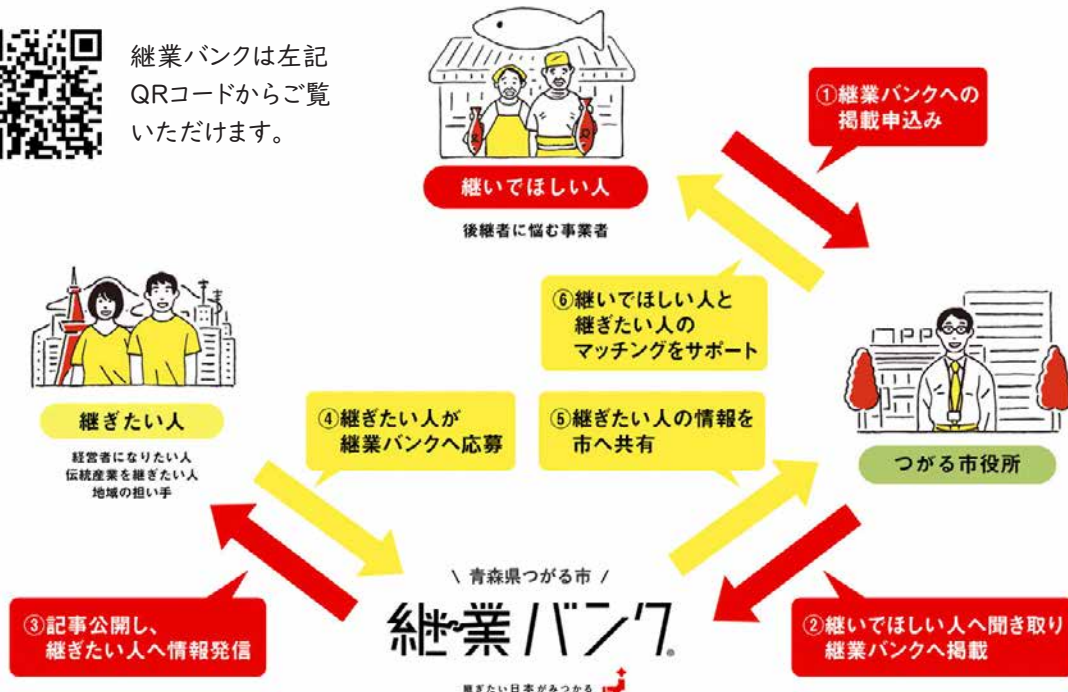 継業バンクは左記
QRコードからご覧
いただけます。
①継業バンクへの
掲載申込み
継いでほしい人
後継者に悩む事業者
⑥継いでほしい人と
継ぎたい人の
マッチングをサポート
継ぎたい人
経営者になりたい人
伝統産業を継ぎたい人
地域の担い手
④継ぎたい人が
継業バンクへ応募
⑤継ぎたい人の情報を
市へ共有
つがる市役所
③記事公開し、
継ぎたい人へ情報発信
\ 青森県つがる市 /
継業バンク®
継ぎたい日本がみつかる
②継いでほしい人へ聞き取り
継業バンクへ掲載